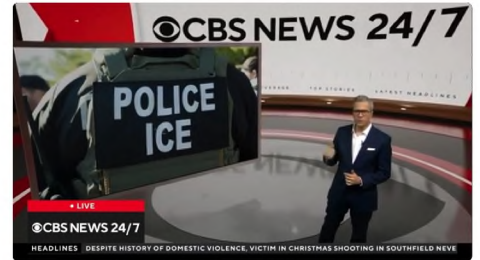 CBS NEWS 24/7
TOP STORIES
LATEST HEADLINES
POLICE
ICE
LIVE
CBS NEWS 24/7
HEADLINES DESPITE HISTORY OF DOMESTIC VIOLENCE, VICTIM IN CHRISTMAS SHOOTING IN SOUTHFIELD NEVE